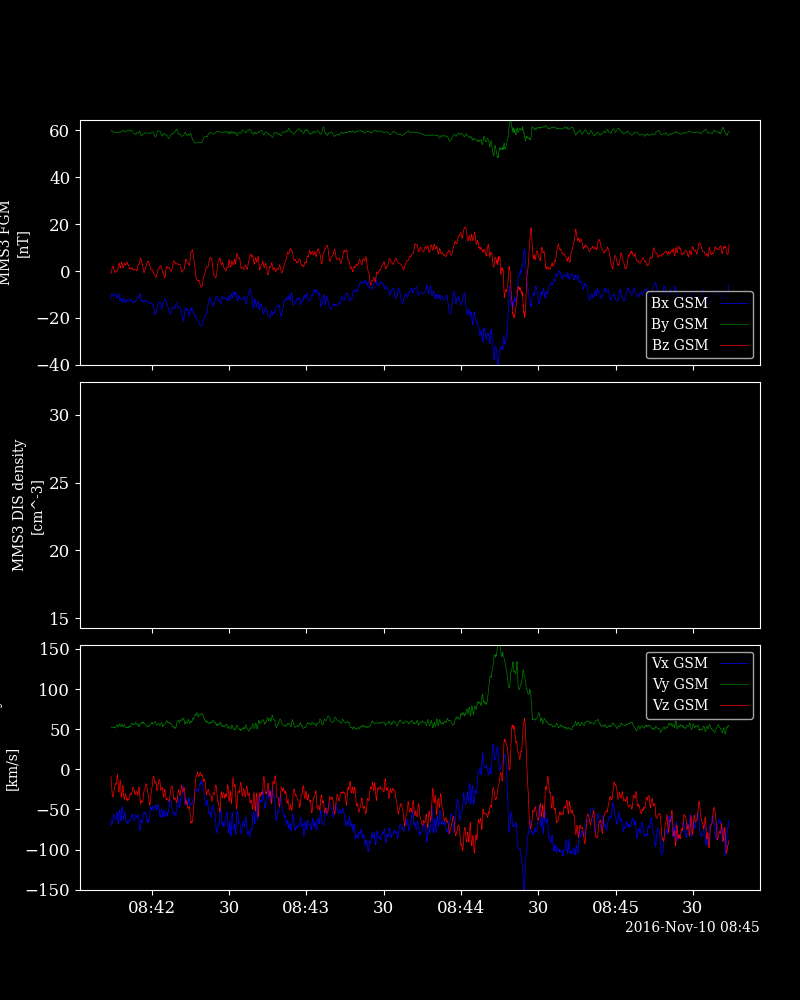 60
40
20
0
−20
−40
MMS3 FGM
[nT]
Bx GSM
By GSM
Bz GSM
30
25
20
15
MMS3 DIS density
[cm^-3]
150
100
50
0
−50
−100
−150
[km/s]
Vx GSM
Vy GSM
Vz GSM
08:42 30 08:43 30 08:44 30 08:45 30
2016-Nov-10 08:45